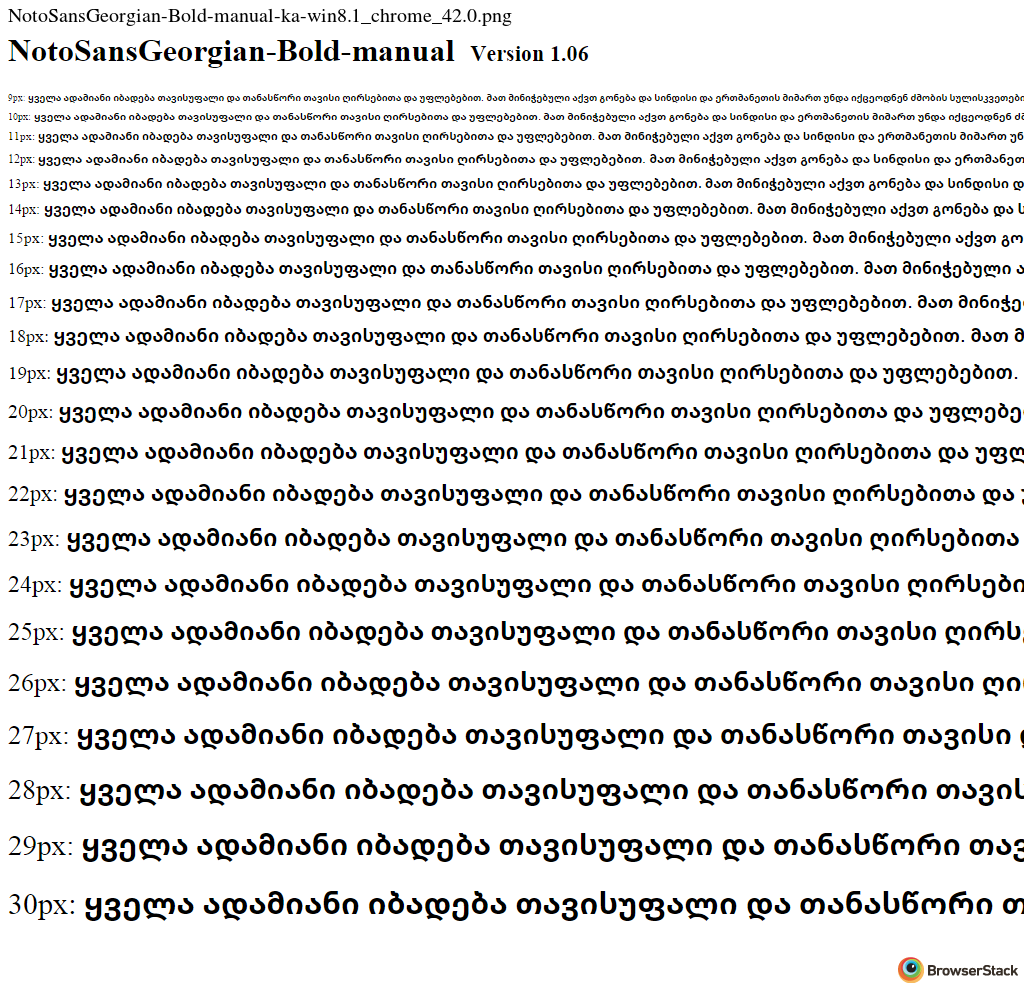 NotoSansGeorgian-Bold-manual-ka-win8.1_chrome_42.0.png
NotoSansGeorgian-Bold-manual Version 1.06
9px: ყველა ადამიანი იბადება თავისუფალი და თანასწორი თავისი ღირსებითა და უფლებებით. მათ მინიჭებული აქვთ გონება და სინდისი და ერთმანეთის მიმართ უნდა იქცეოდნენ ძმობის სულისკვეთები
10px: ყველა ადამიანი იბადება თავისუფალი და თანასწორი თავისი ღირსებითა და უფლებებით. მათ მინიჭებული აქვთ გონება და სინდისი და ერთმანეთის მიმართ უნდა იქცეოდნენ
11px: ყველა ადამიანი იბადება თავისუფალი და თანასწორი თავისი ღირსებითა და უფლებებით. მათ მინიჭებული აქვთ გონება და სინდისი და ერთმანეთის მიმართ
12px: ყველა ადამიანი იბადება თავისუფალი და თანასწორი თავისი ღირსებითა და უფლებებით. მათ მინიჭებული აქვთ გონება და სინდისი და ერთმანეთ
13px: ყველა ადამიანი იბადება თავისუფალი და თანასწორი თავისი ღირსებითა და უფლებებით. მათ მინიჭებული აქვთ გონება და სინდისი დ
14px: ყველა ადამიანი იბადება თავისუფალი და თანასწორი თავისი ღირსებითა და უფლებებით. მათ მინიჭებული აქვთ გონება და ს
15px: ყველა ადამიანი იბადება თავისუფალი და თანასწორი თავისი ღირსებითა და უფლებებით. მათ მინიჭებული აქვთ გო
16px: ყველა ადამიანი იბადება თავისუფალი და თანასწორი თავისი ღირსებითა და უფლებებით. მათ მინიჭებული ა
17px: ყველა ადამიანი იბადება თავისუფალი და თანასწორი თავისი ღირსებითა და უფლებებით. მათ მინიჭე
18px: ყველა ადამიანი იბადება თავისუფალი და თანასწორი თავისი ღირსებითა და უფლებებით. მათ მ
19px: ყველა ადამიანი იბადება თავისუფალი და თანასწორი თავისი ღირსებითა და უფლებებით.
20px: ყველა ადამიანი იბადება თავისუფალი და თანასწორი თავისი ღირსებითა და უფლებე
21px: ყველა ადამიანი იბადება თავისუფალი და თანასწორი თავისი ღირსებითა და უფლ
22px: ყველა ადამიანი იბადება თავისუფალი და თანასწორი თავისი ღირსებითა და
23px: ყველა ადამიანი იბადება თავისუფალი და თანასწორი თავისი ღირსებითა
24px: ყველა ადამიანი იბადება თავისუფალი და თანასწორი თავისი ღირსები
25px: ყველა ადამიანი იბადება თავისუფალი და თანასწორი თავისი ღირს
26px: ყველა ადამიანი იბადება თავისუფალი და თანასწორი თავისი ღი
27px: ყველა ადამიანი იბადება თავისუფალი და თანასწორი თავისი
28px: ყველა ადამიანი იბადება თავისუფალი და თანასწორი თავის
29px: ყველა ადამიანი იბადება თავისუფალი და თანასწორი თავ
30px: ყველა ადამიანი იბადება თავისუფალი და თანასწორი თ
BrowserStack